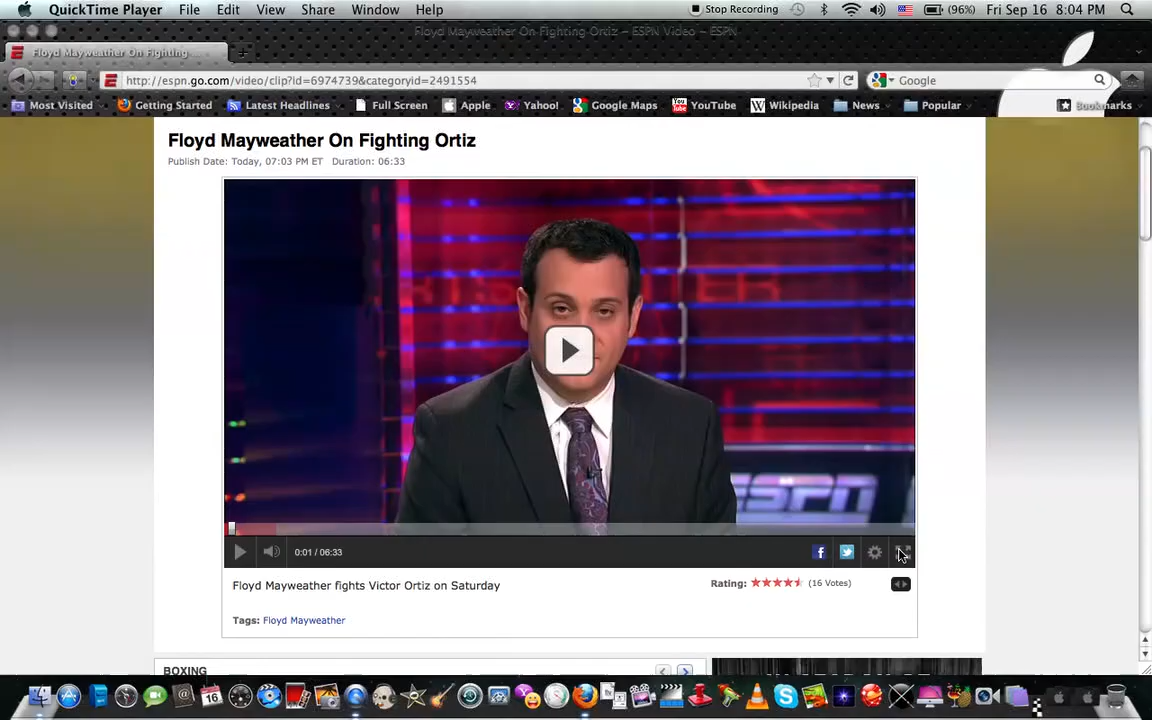 QuickTime Player File Edit View Share Window Help Stop Recording (96%) Fri Sep 16 8:04 PM
Floyd Mayweather On Fighting Ortiz – ESPN Video – ESPN
Floyd Mayweather On Fighting...
http://espn.go.com/video/clip?id=6974739&categoryid=2491554 Google
Most Visited Getting Started Latest Headlines Full Screen Apple Yahoo! Google Maps YouTube Wikipedia News Popular Bookmarks
Floyd Mayweather On Fighting Ortiz
Publish Date: Today, 07:03 PM ET Duration: 06:33
ESPN
0:01 / 06:33
Floyd Mayweather fights Victor Ortiz on Saturday Rating: (16 Votes)
Tags: Floyd Mayweather
BOXING
16